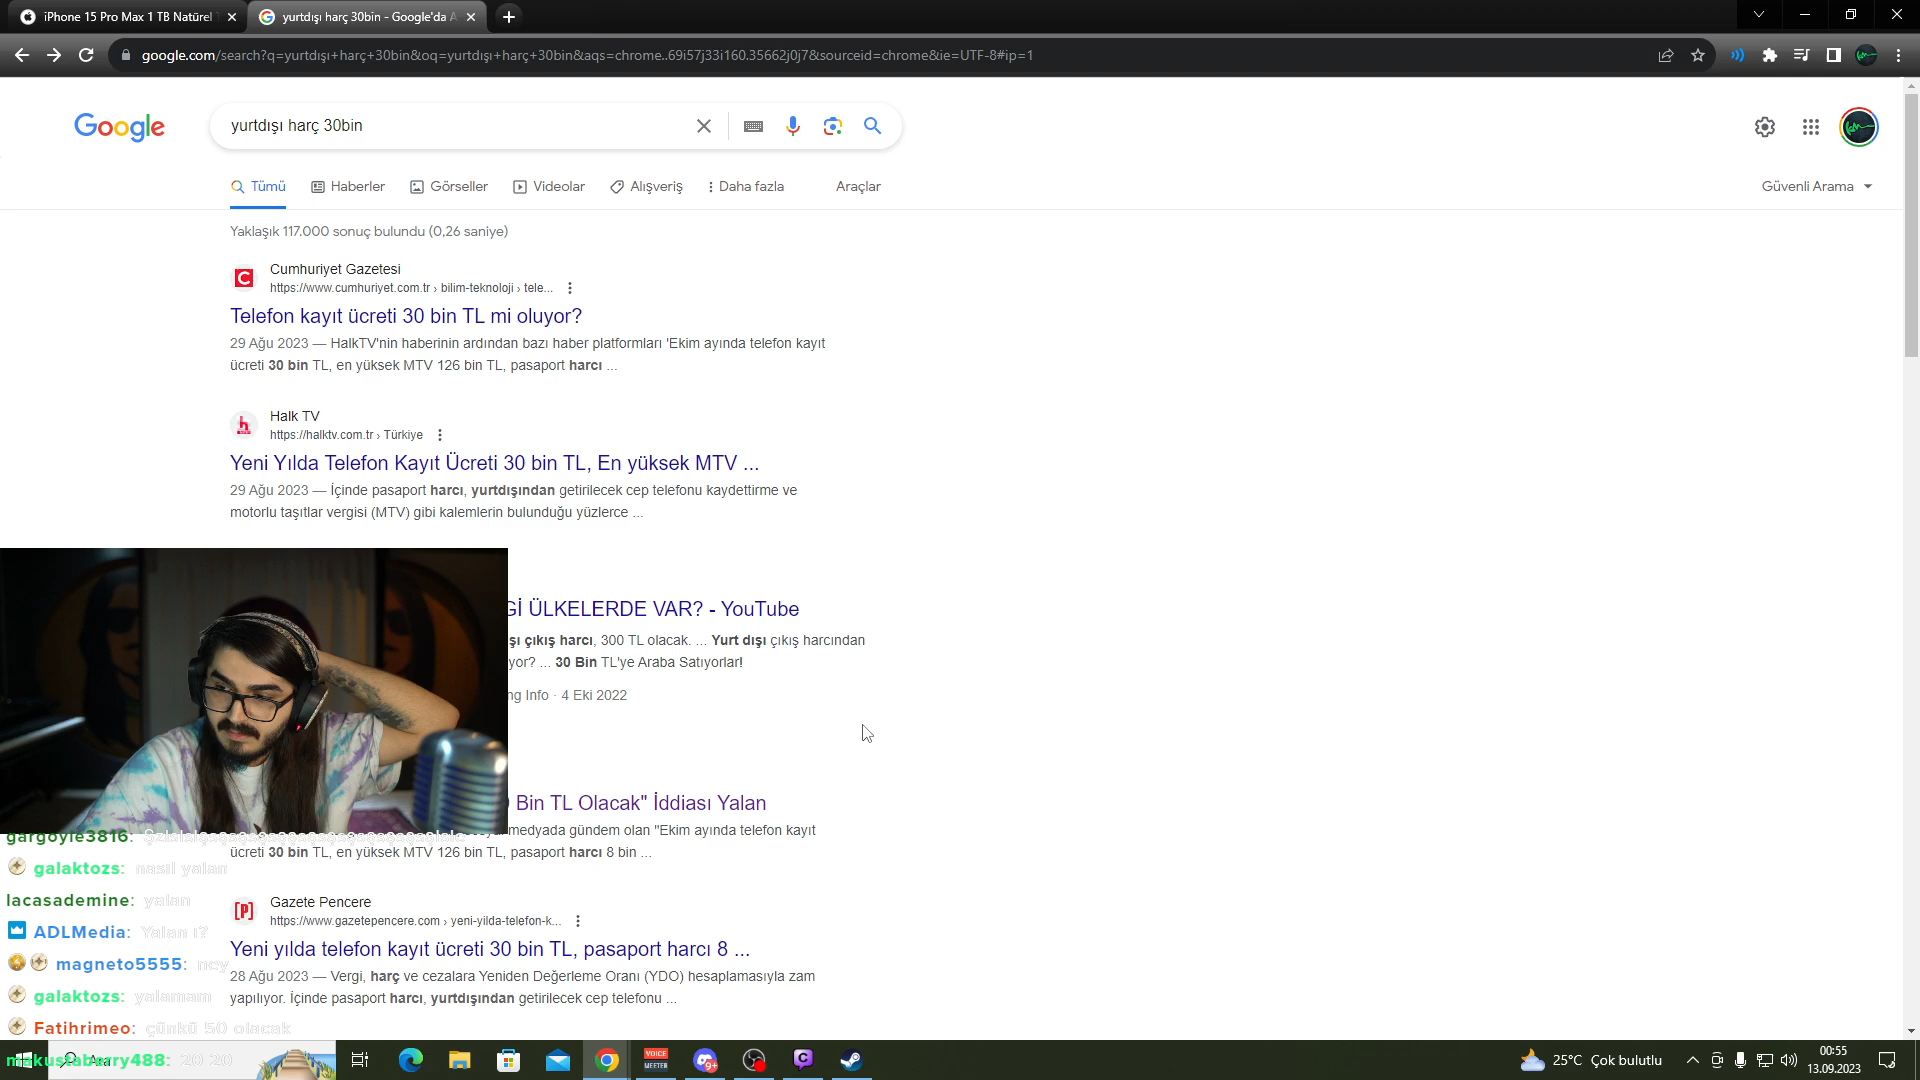 iPhone 15 Pro Max 1 TB Natürel
yurtdışı harç 30bin - Google'da A
google.com/search?q=yurtdışı+harç+30bin&oq=yurtdışı+harç+30bin&aqs=chrome..69i57j33i160.35662j0j7&sourceid=chrome&ie=UTF-8#ip=1
Google
yurtdışı harç 30bin
Tümü
Haberler
Görseller
Videolar
Alışveriş
Daha fazla
Araçlar
Güvenli Arama
Yaklaşık 117.000 sonuç bulundu (0,26 saniye)
Cumhuriyet Gazetesi
https://www.cumhuriyet.com.tr › bilim-teknoloji › tele...
Telefon kayıt ücreti 30 bin TL mi oluyor?
29 Ağu 2023 — HalkTV'nin haberinin ardından bazı haber platformları 'Ekim ayında telefon kayıt
ücreti 30 bin TL, en yüksek MTV 126 bin TL, pasaport harcı ...
Halk TV
https://halktv.com.tr › Türkiye
Yeni Yılda Telefon Kayıt Ücreti 30 bin TL, En yüksek MTV ...
29 Ağu 2023 — İçinde pasaport harcı, yurtdışından getirilecek cep telefonu kaydettirme ve
motorlu taşıtlar vergisi (MTV) gibi kalemlerin bulunduğu yüzlerce ...
Gİ ÜLKELERDE VAR? - YouTube
şı çıkış harcı, 300 TL olacak. ... Yurt dışı çıkış harcından
yor? ... 30 Bin TL'ye Araba Satıyorlar!
ng Info · 4 Eki 2022
Bin TL Olacak" İddiası Yalan
medyada gündem olan "Ekim ayında telefon kayıt
ücreti 30 bin TL, en yüksek MTV 126 bin TL, pasaport harcı 8 bin ...
Gazete Pencere
https://www.gazetepencere.com › yeni-yilda-telefon-k...
Yeni yılda telefon kayıt ücreti 30 bin TL, pasaport harcı 8 ...
28 Ağu 2023 — Vergi, harç ve cezalara Yeniden Değerleme Oranı (YDO) hesaplamasıyla zam
yapılıyor. İçinde pasaport harcı, yurtdışından getirilecek cep telefonu ...
gargoyle3816:
galaktozs: nasıl yalan
lacasademine: yalan
ADLMedia: Yalan ı?
magneto5555: ney
galaktozs: yalamam
Fatihrimeo: çünkü 50 olacak
makustaberry488: 20 20
VOICE
MEETER
9+
25°C Çok bulutlu
00:55
13.09.2023